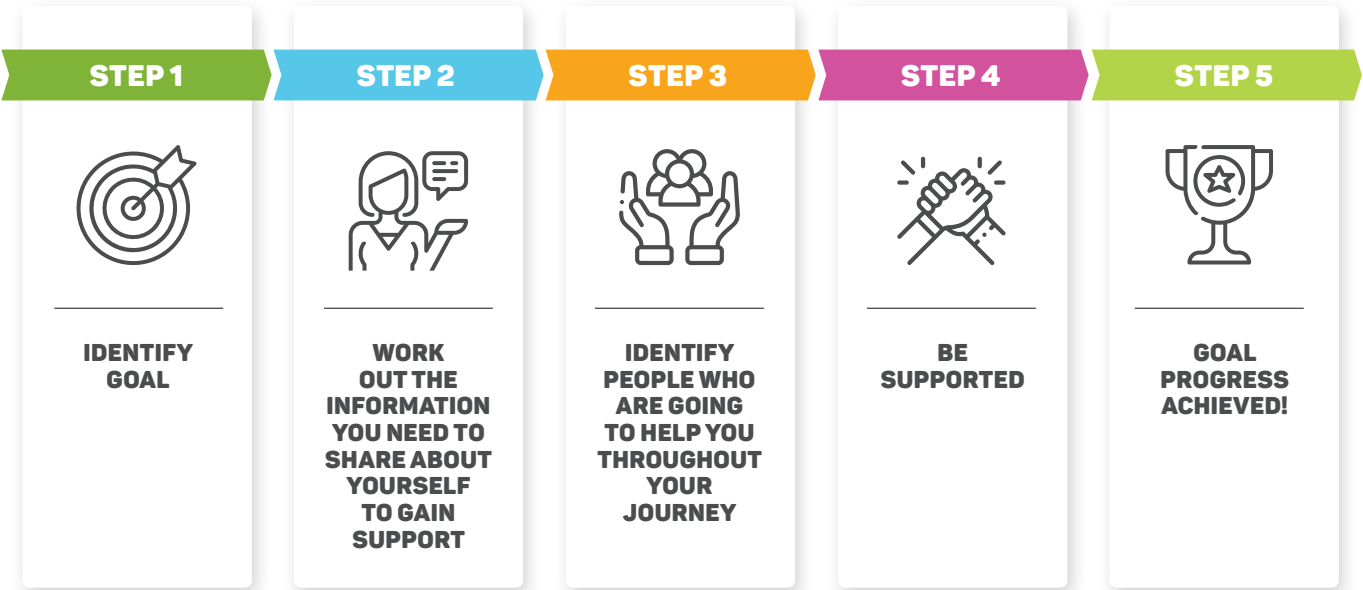 STEP 1
IDENTIFY
GOAL
STEP 2
WORK
OUT THE
INFORMATION
YOU NEED TO
SHARE ABOUT
YOURSELF
TO GAIN
SUPPORT
STEP 3
IDENTIFY
PEOPLE WHO
ARE GOING
TO HELP YOU
THROUGHOUT
YOUR
JOURNEY
STEP 4
BE
SUPPORTED
STEP 5
GOAL
PROGRESS
ACHIEVED!